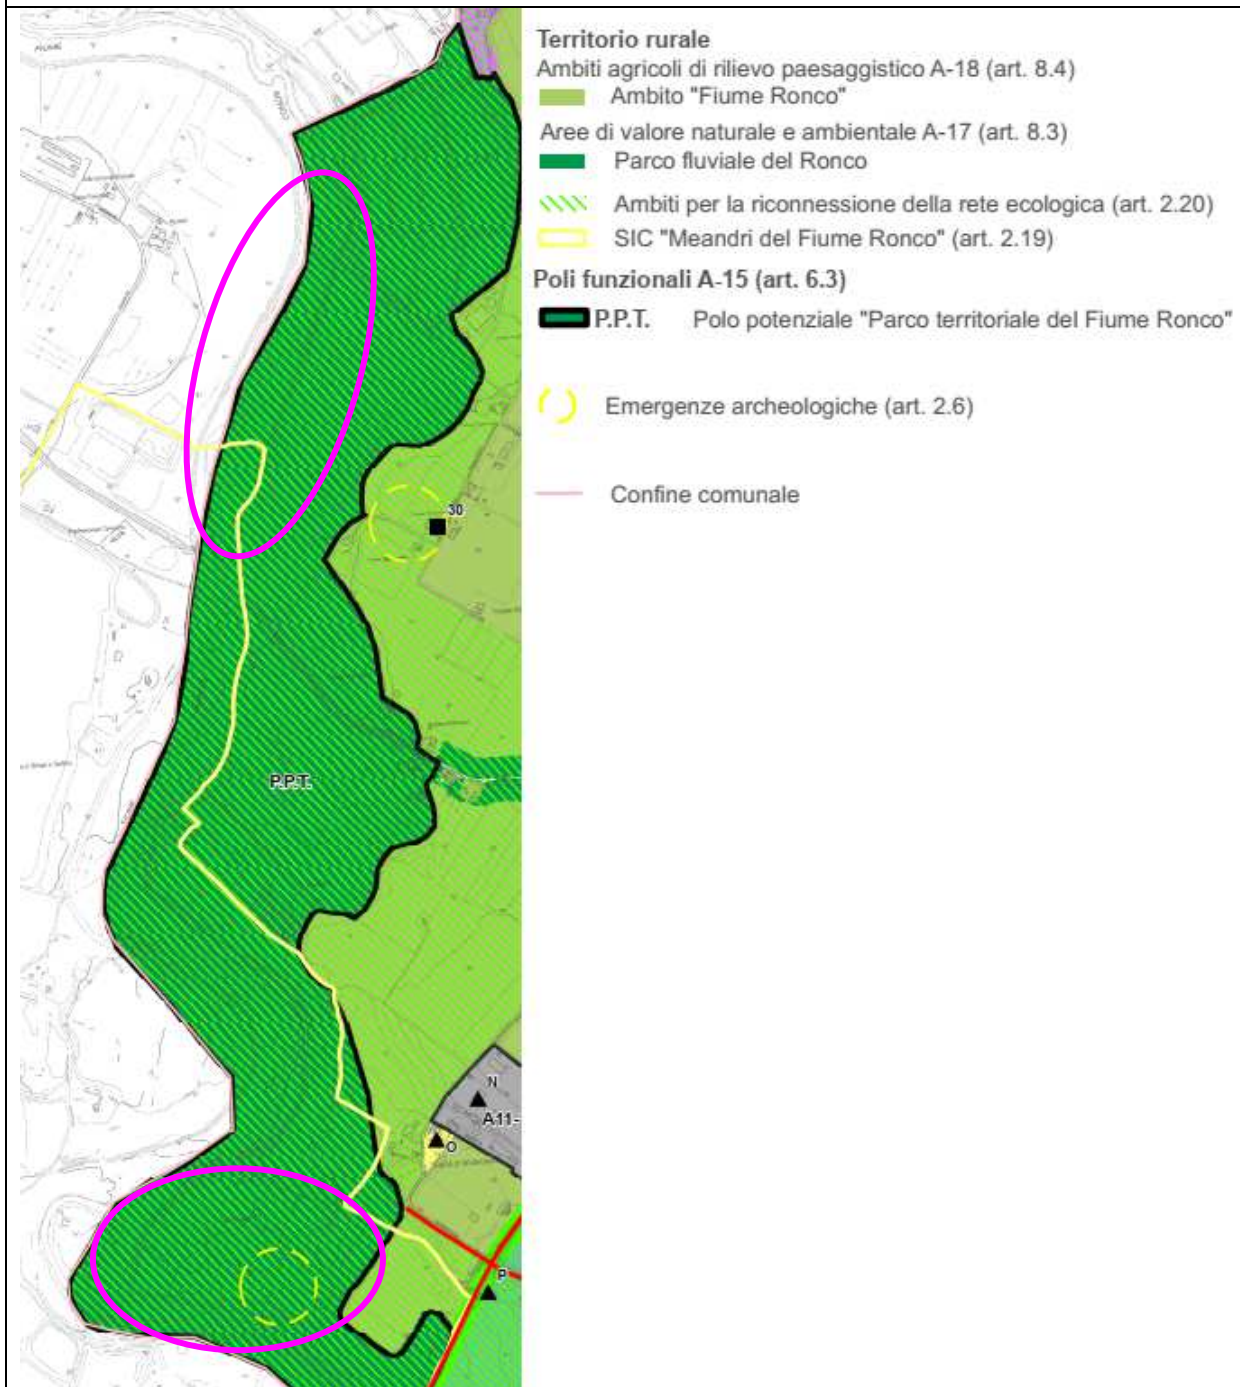 Territorio rurale
Ambiti agricoli di rilievo paesaggistico A-18 (art. 8.4)
Ambito "Fiume Ronco"
Aree di valore naturale e ambientale A-17 (art. 8.3)
Parco fluviale del Ronco
Ambiti per la riconnessione della rete ecologica (art. 2.20)
SIC "Meandri del Fiume Ronco" (art. 2.19)
Poli funzionali A-15 (art. 6.3)
P.P.T. Polo potenziale "Parco territoriale del Fiume Ronco"
Emergenze archeologiche (art. 2.6)
Confine comunale
FIUME
30
P.P.T.
N
A11-
O
P